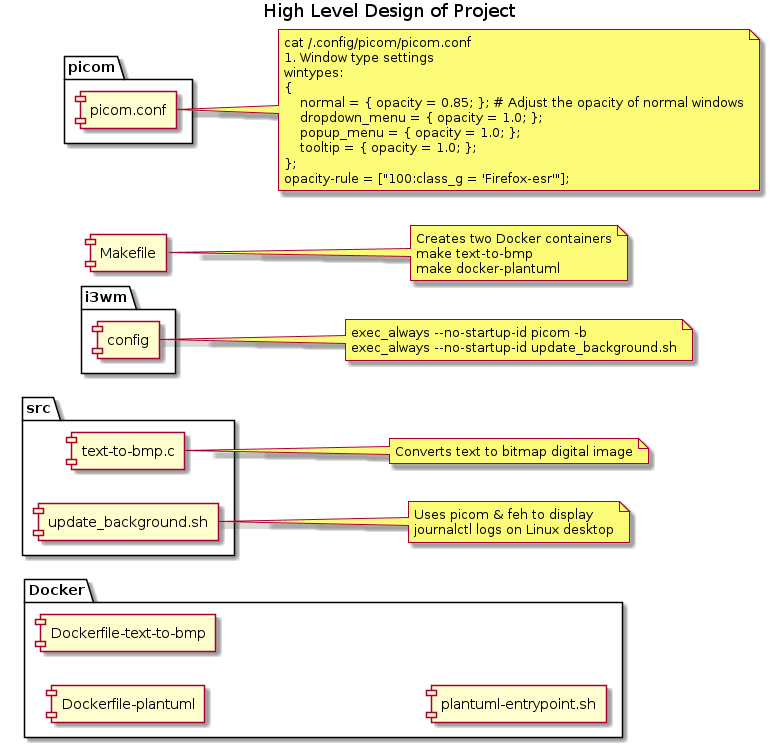 High Level Design of Project
picom
picom.conf
cat /.config/picom/picom.conf
1. Window type settings
wintypes:
{
normal = { opacity = 0.85; }; # Adjust the opacity of normal windows
dropdown_menu = { opacity = 1.0; };
popup_menu = { opacity = 1.0; };
tooltip = { opacity = 1.0; };
};
opacity-rule = ["100:class_g = 'Firefox-esr'"];
Makefile
Creates two Docker containers
make text-to-bmp
make docker-plantuml
i3wm
config
exec_always --no-startup-id picom -b
exec_always --no-startup-id update_background.sh
src
text-to-bmp.c
Converts text to bitmap digital image
update_background.sh
Uses picom & feh to display
journalctl logs on Linux desktop
Docker
Dockerfile-text-to-bmp
Dockerfile-plantuml
plantuml-entrypoint.sh